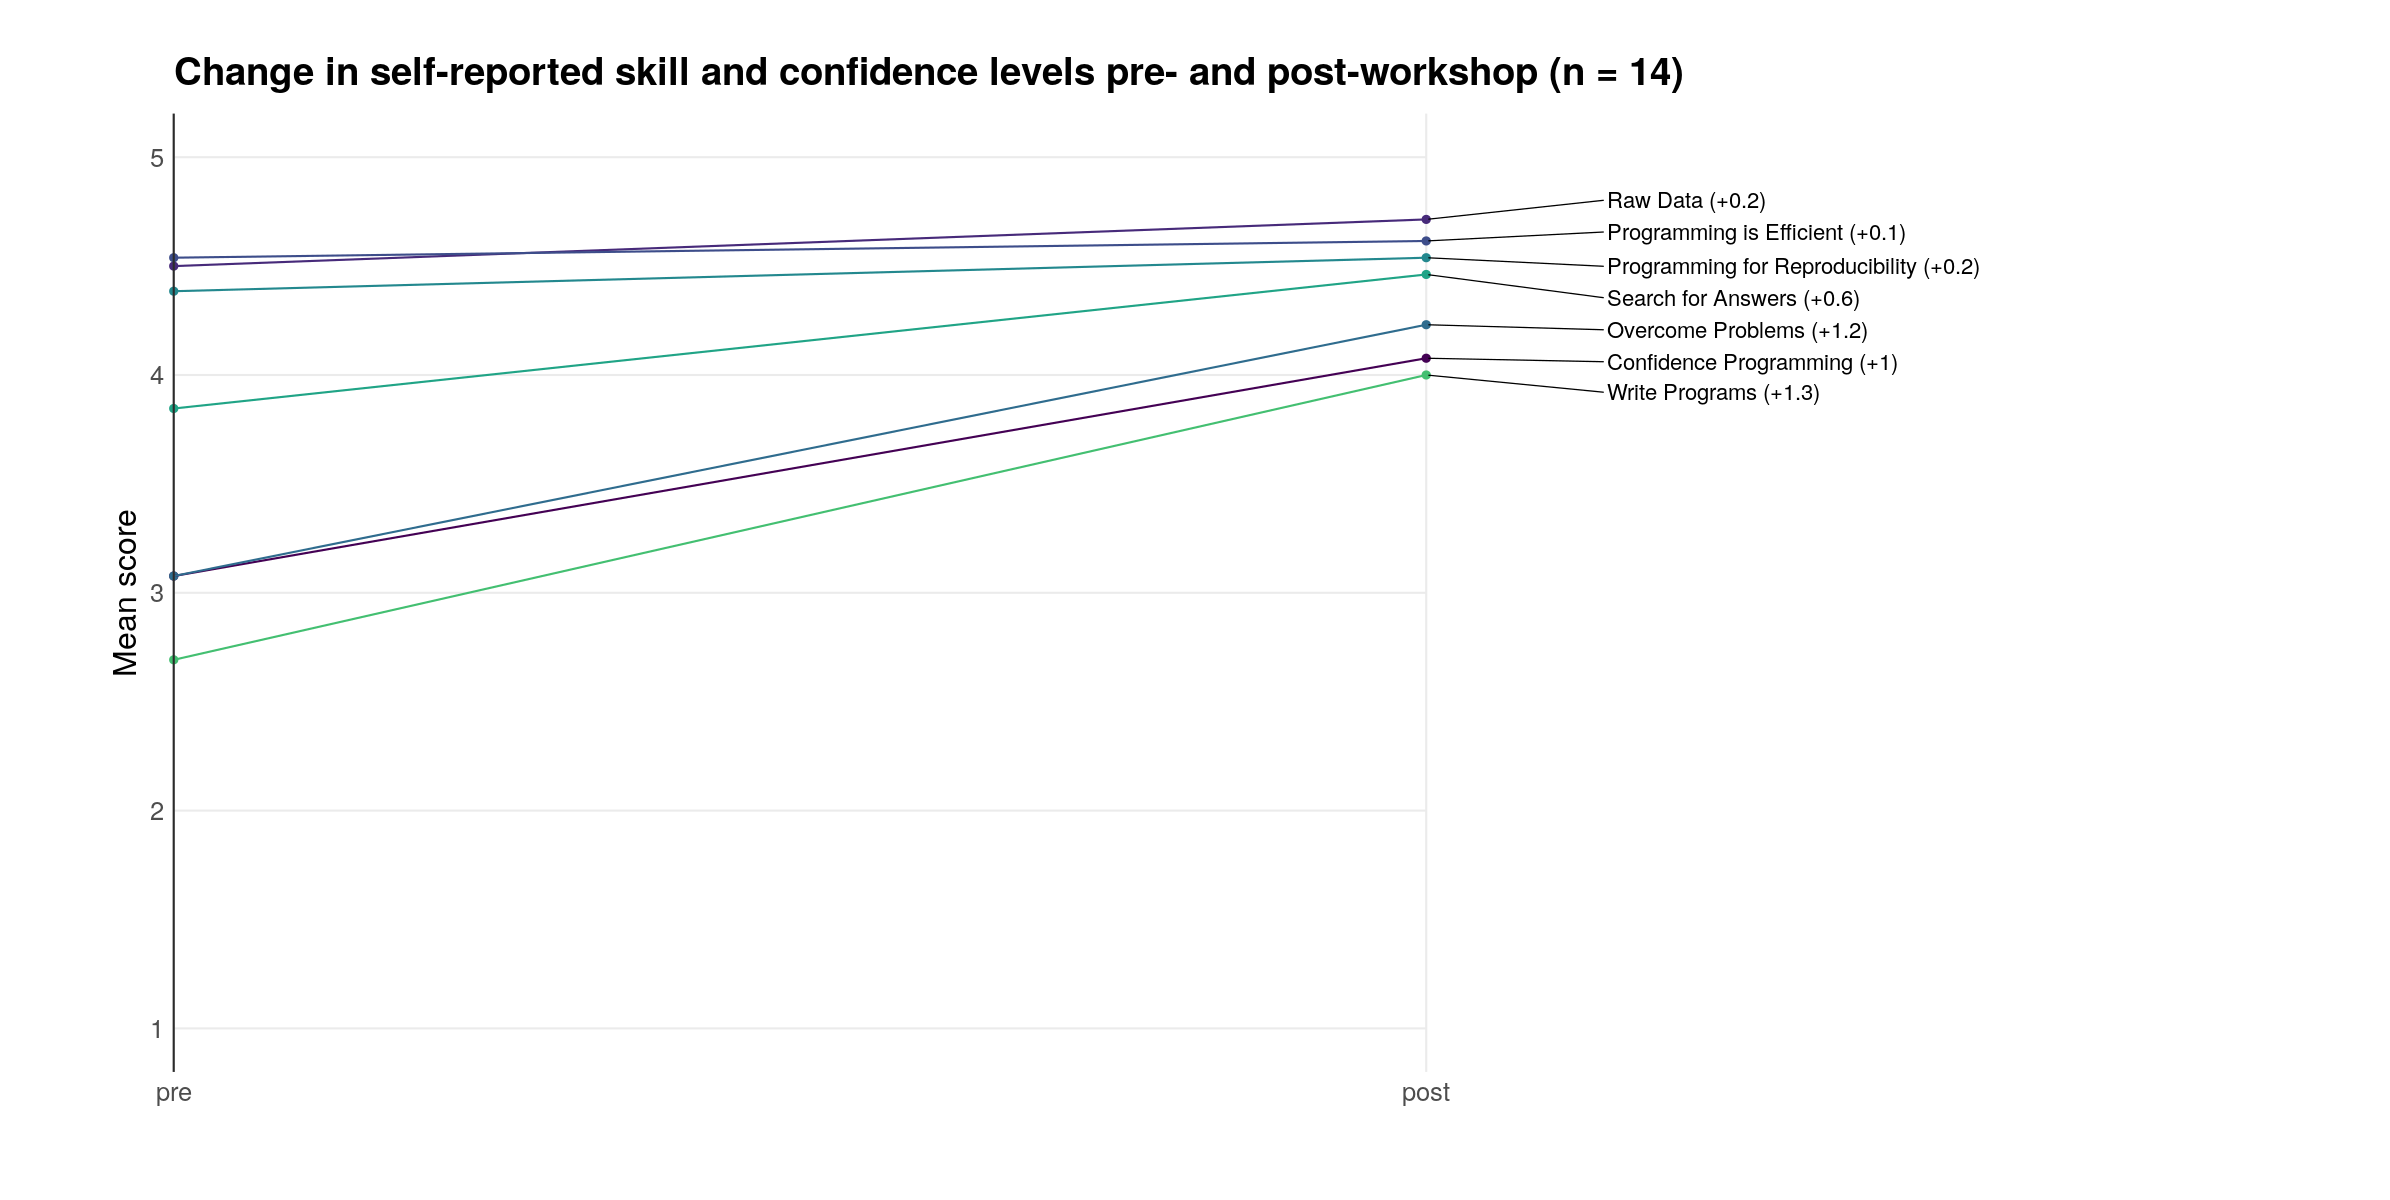 Change in self-reported skill and confidence levels pre- and post-workshop (n = 14)
Mean score
5
4
3
2
1
pre
post
Raw Data (+0.2)
Programming is Efficient (+0.1)
Programming for Reproducibility (+0.2)
Search for Answers (+0.6)
Overcome Problems (+1.2)
Confidence Programming (+1)
Write Programs (+1.3)